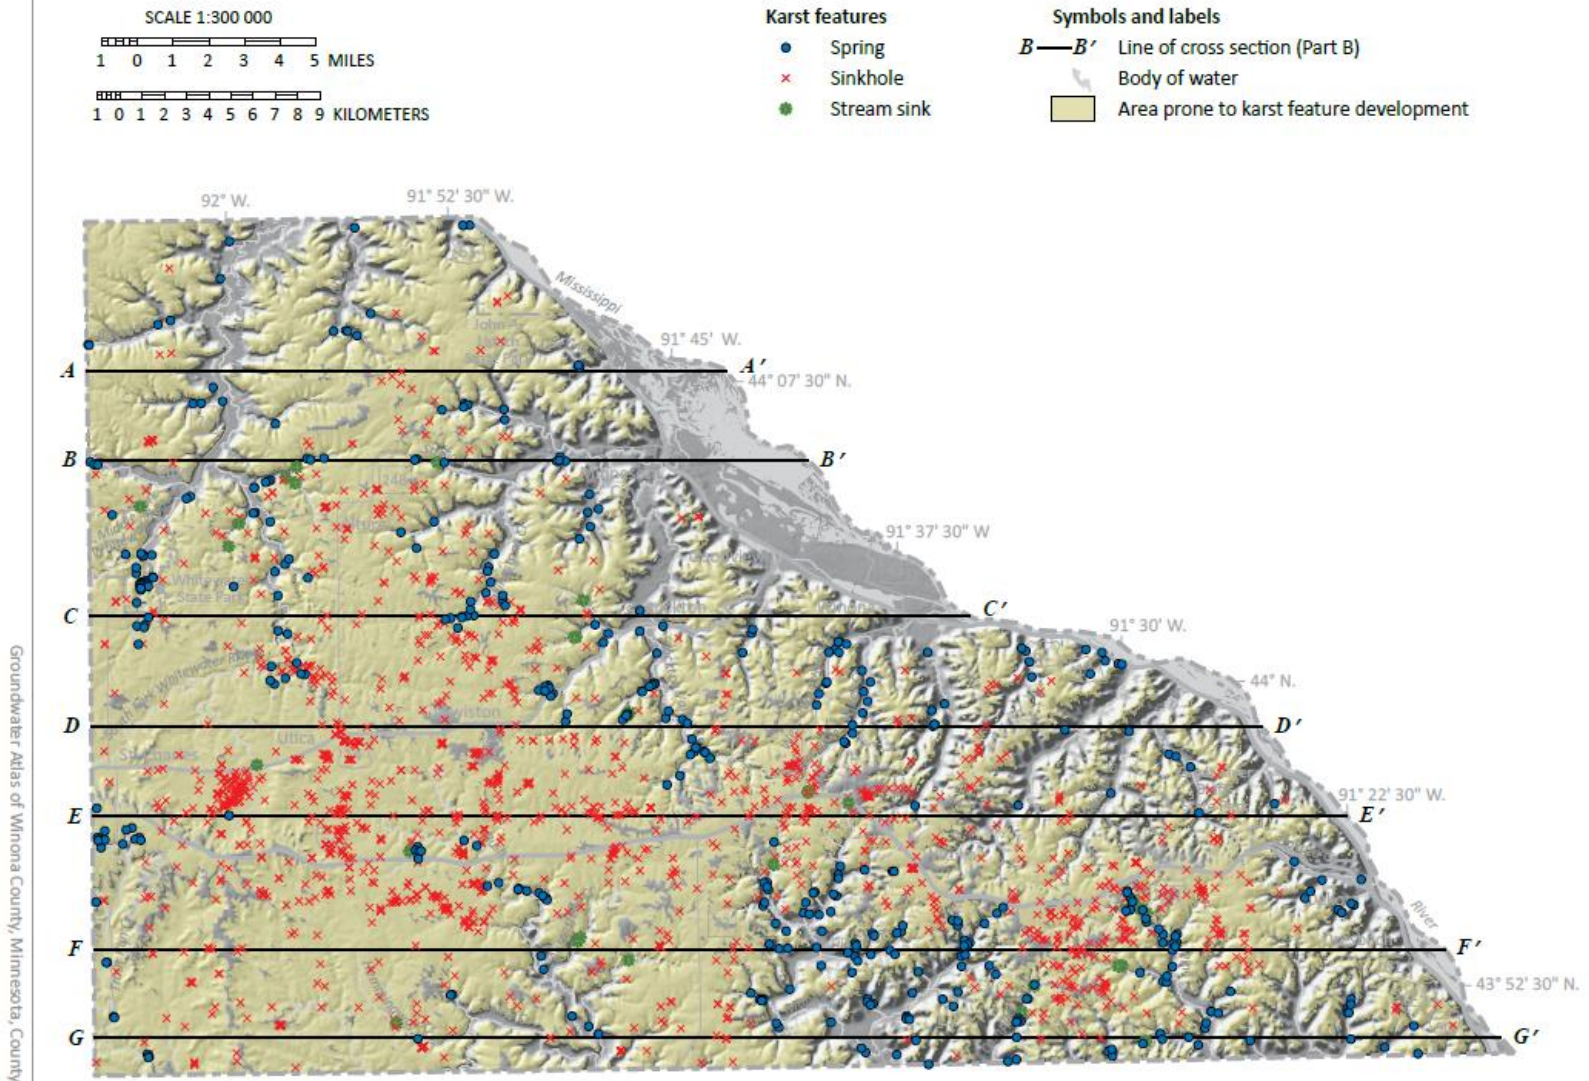 SCALE 1:300 000
1 0 1 2 3 4 5 MILES
1 0 1 2 3 4 5 6 7 8 9 KILOMETERS
Karst features
Spring
Sinkhole
Stream sink
Symbols and labels
B B′ Line of cross section (Part B)
Body of water
Area prone to karst feature development
92° W.
91° 52' 30" W.
Mississippi
91° 45' W.
A A′
44° 07' 30" N.
B B′
91° 37' 30" W
Whitewater
State Park
C C′
91° 30' W.
44° N.
D D′
Utica
91° 22' 30" W.
E E′
River
F F′
43° 52' 30" N.
G G′
Groundwater Atlas of Winona County, Minnesota, County